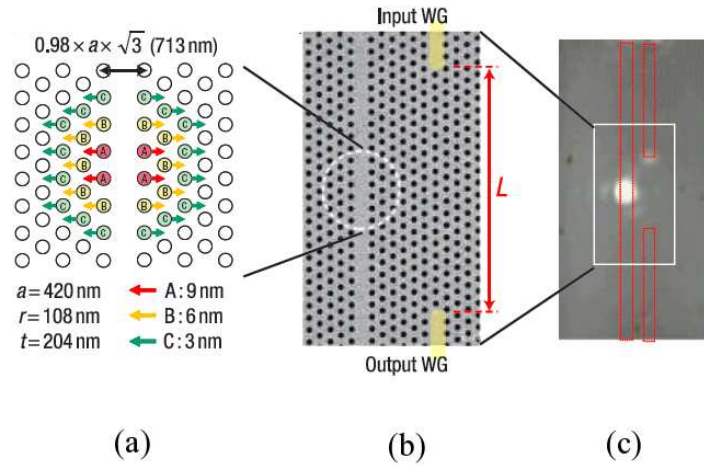 0.98 × a × √3 (713 nm)
C C
C C
C B B C
C B A A B C
C B A A B C
C B B C
C C
C C
a = 420 nm A : 9 nm
r = 108 nm B : 6 nm
t = 204 nm C : 3 nm
Input WG
L
Output WG
(a) (b) (c)